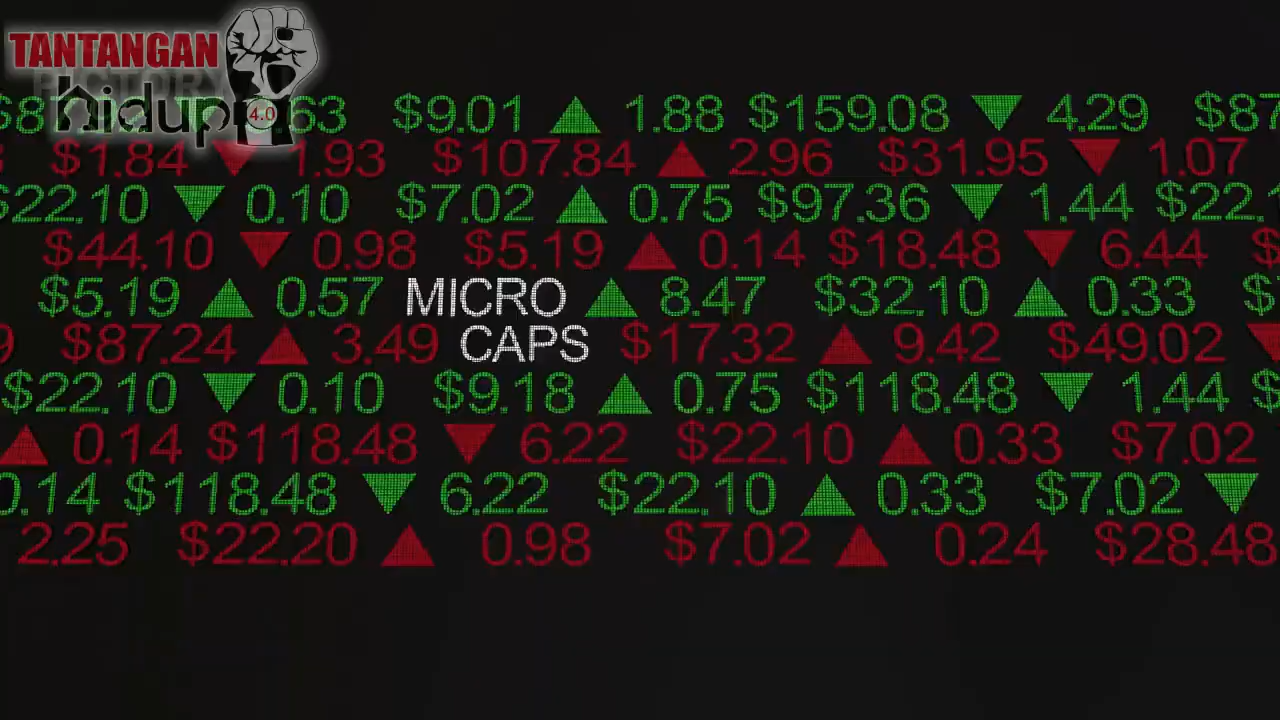 TANTANGAN
hidup 4.0
63 $9.01 ▲ 1.88 $159.08 ▼ 4.29 $87
$1.84 ▼ 1.93 $107.84 ▲ 2.96 $31.95 ▼ 1.07
$22.10 ▼ 0.10 $7.02 ▲ 0.75 $97.36 ▼ 1.44 $22.
$44.10 ▼ 0.98 $5.19 ▲ 0.14 $18.48 ▼ 6.44 $
$5.19 ▲ 0.57 MICRO ▲ 8.47 $32.10 ▲ 0.33 $
9 $87.24 ▲ 3.49 CAPS $17.32 ▲ 9.42 $49.02 ▼
$22.10 ▼ 0.10 $9.18 ▲ 0.75 $118.48 ▼ 1.44 $
▲ 0.14 $118.48 ▼ 6.22 $22.10 ▲ 0.33 $7.02
0.14 $118.48 ▼ 6.22 $22.10 ▲ 0.33 $7.02 ▼
2.25 $22.20 ▲ 0.98 $7.02 ▲ 0.24 $28.48